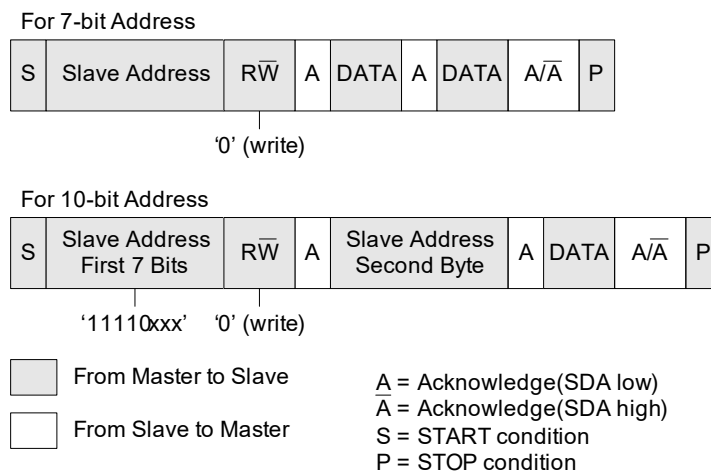 For 7-bit Address
S Slave Address RW̅ A DATA A DATA A/A̅ P
‘0’ (write)
For 10-bit Address
S Slave Address First 7 Bits RW̅ A Slave Address Second Byte A DATA A/A̅ P
‘11110xxx’ ‘0’ (write)
From Master to Slave
From Slave to Master
A = Acknowledge(SDA low)
A̅ = Acknowledge(SDA high)
S = START condition
P = STOP condition